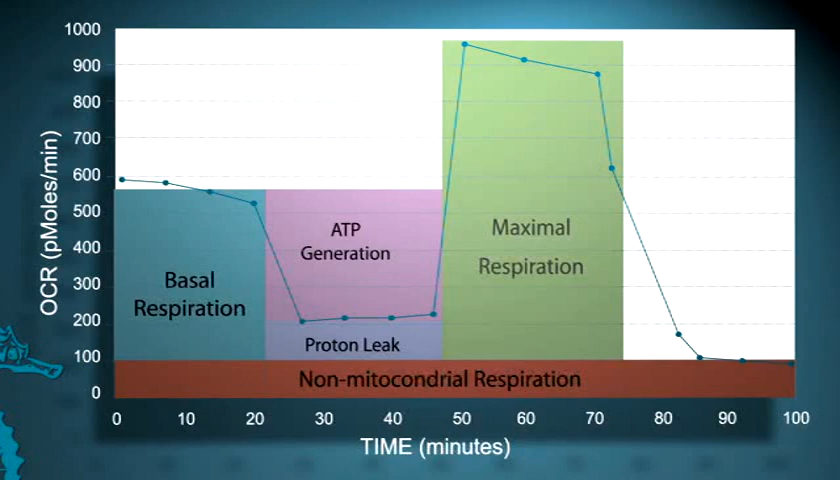 1000
900
800
700
600
500
400
300
200
100
0
OCR (pMoles/min)
Basal
Respiration
ATP
Generation
Proton Leak
Maximal
Respiration
Non-mitocondrial Respiration
0 10 20 30 40 50 60 70 80 90 100
TIME (minutes)